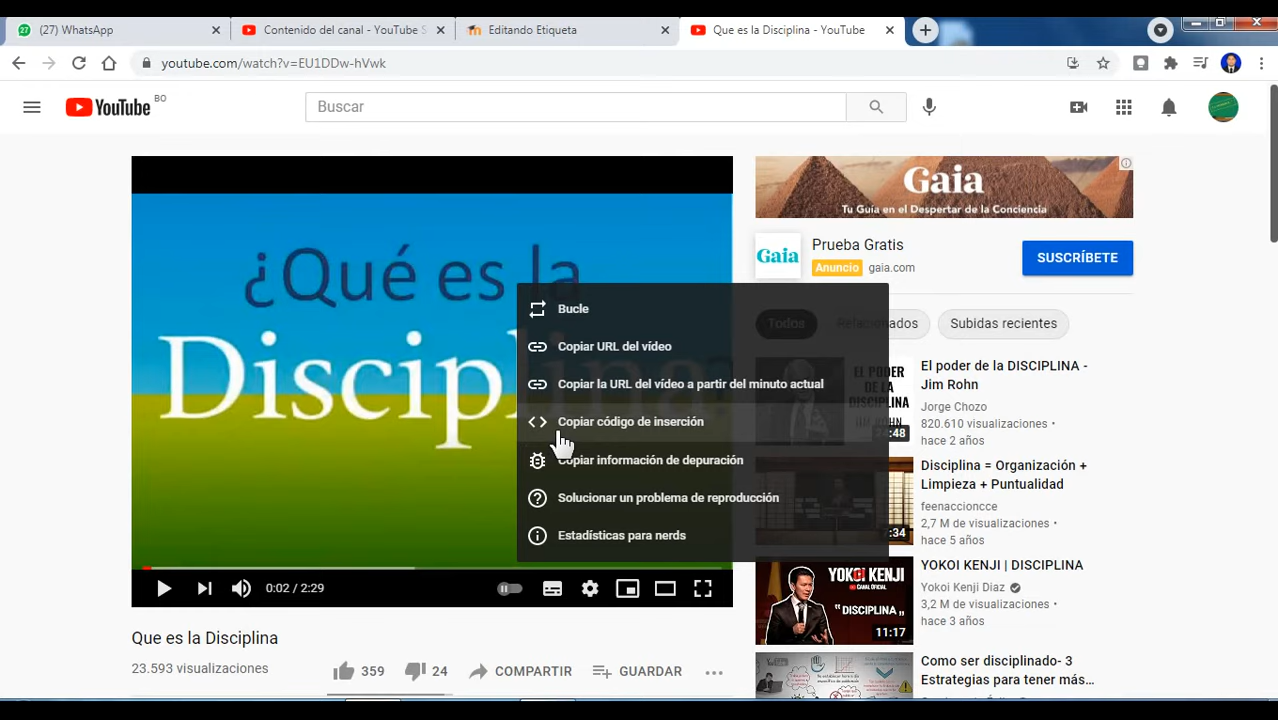 27
(27) WhatsApp
Contenido del canal - YouTube S
Editando Etiqueta
Que es la Disciplina - YouTube
youtube.com/watch?v=EU1DDw-hVwk
YouTube BO
Buscar
¿Qué es la
Disciplina?
Bucle
Copiar URL del vídeo
Copiar la URL del vídeo a partir del minuto actual
Copiar código de inserción
Copiar información de depuración
Solucionar un problema de reproducción
Estadísticas para nerds
0:02 / 2:29
Que es la Disciplina
23.593 visualizaciones
359
24
COMPARTIR
GUARDAR
Gaia
Tu Guía en el Despertar de la Conciencia
Gaia
Prueba Gratis
Anuncio gaia.com
SUSCRÍBETE
Todos
Relacionados
Subidas recientes
EL PODER
DE LA
DISCIPLINA
El poder de la DISCIPLINA -
Jim Rohn
Jorge Chozo
820.610 visualizaciones •
hace 2 años
Disciplina = Organización +
Limpieza + Puntualidad
feenaccioncce
2,7 M de visualizaciones •
hace 5 años
YOKOI KENJI
CANAL OFICIAL
“DISCIPLINA„
11:17
YOKOI KENJI | DISCIPLINA
Yokoi Kenji Diaz
3,2 M de visualizaciones •
hace 3 años
Como ser disciplinado- 3
Estrategias para tener más...